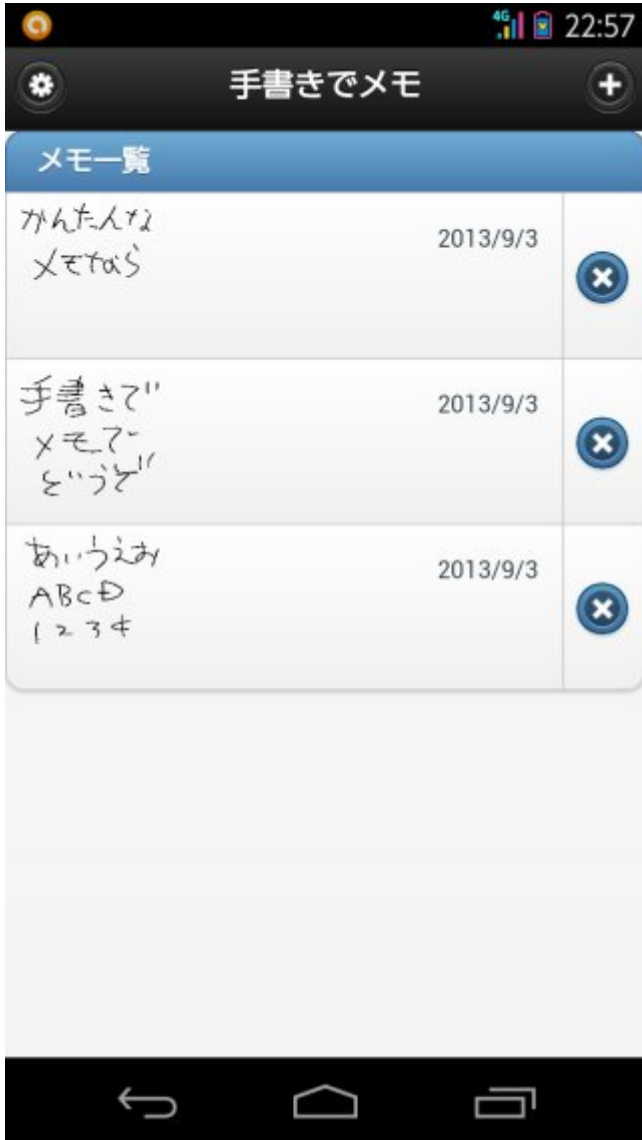 4G 22:57
手書きでメモ
メモ一覧
かんたんな
メモなら
2013/9/3
手書きで
メモで
どうぞ
2013/9/3
あいうえお
ABCD
1234
2013/9/3